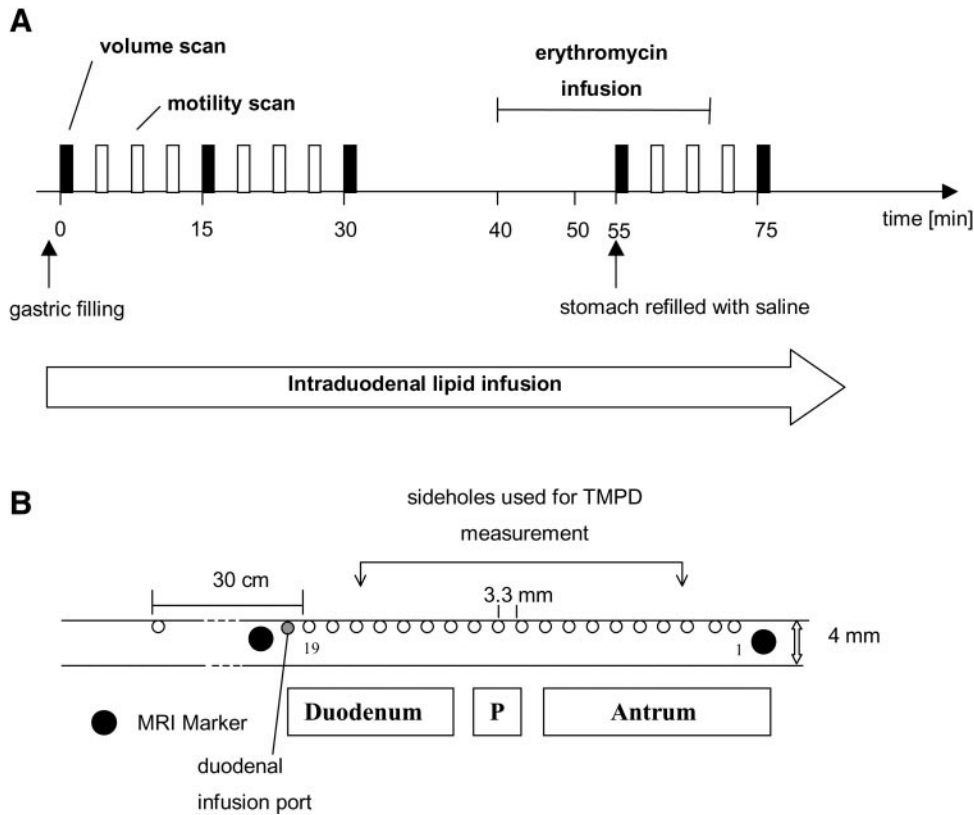 A
volume scan
motility scan
erythromycin
infusion
0
15
30
40
50
55
75
time [min]
gastric filling
stomach refilled with saline
Intraduodenal lipid infusion
B
sideholes used for TMPD
measurement
30 cm
3.3 mm
19
1
4 mm
Duodenum
P
Antrum
MRI Marker
duodenal
infusion port